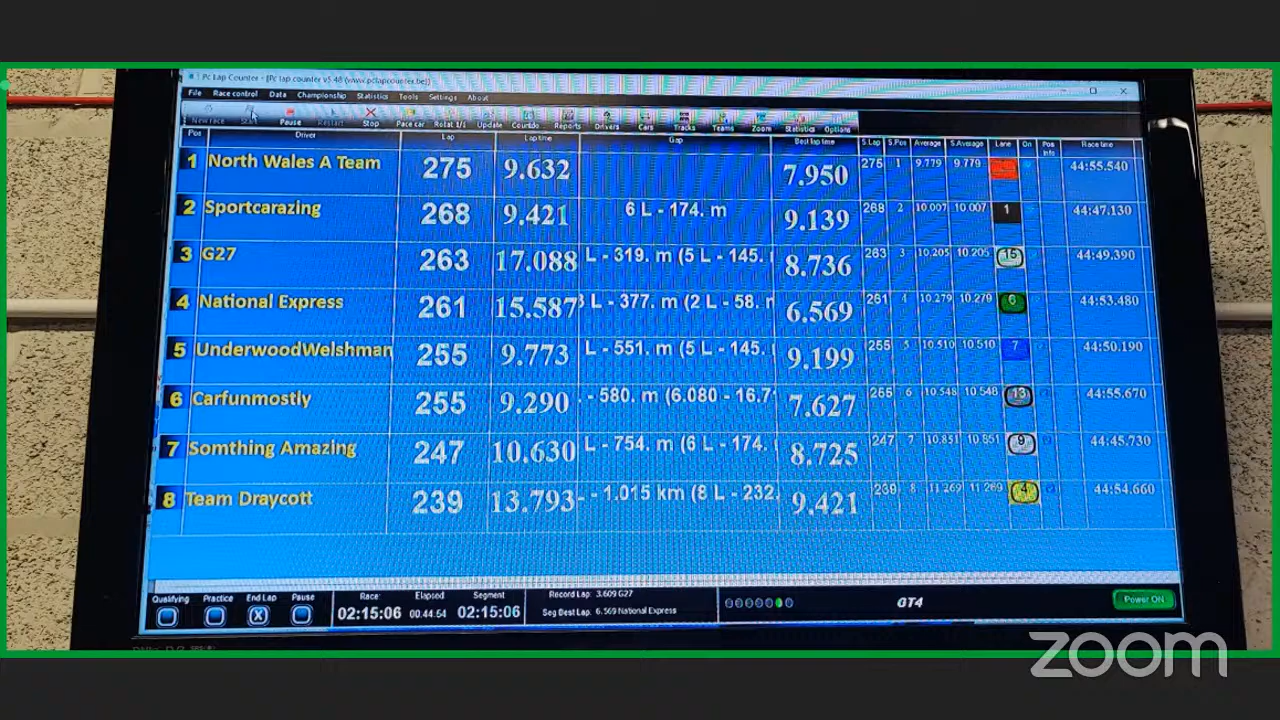 Pc Lap Counter - [Pc lap counter v5.48 (www.pclapcounter.be)]
File Race control Data Championship Statistics Tools Settings About
New race Start Pause Restart Stop Pace car Rotat 1/1 Update Countdo.. Reports Drivers Cars Tracks Teams Zoom Statistics Options
Pos Driver Lap Lap time Gap Best lap time S.Lap S.Pos Average S.Average Lane On Pos Info Race time
1 North Wales A Team 275 9.632 7.950 275 1 9.779 9.779 44:55.540
2 Sportcarazing 268 9.421 6 L - 174. m 9.139 268 2 10.007 10.007 1 44:47.130
3 G27 263 17.088 L - 319. m (5 L - 145. 8.736 263 3 10.205 10.205 15 44:49.390
4 National Express 261 15.587 L - 377. m (2 L - 58. 6.569 261 4 10.279 10.279 6 44:53.480
5 UnderwoodWelshman 255 9.773 L - 551. m (5 L - 145. 9.199 255 5 10.510 10.510 7 44:50.190
6 Carfunmostly 255 9.290 - 580. m (6.080 - 16.7 7.627 255 6 10.548 10.548 13 44:55.670
7 Somthing Amazing 247 10.630 L - 754. m (6 L - 174. 8.725 247 7 10.851 10.851 9 44:45.730
8 Team Draycott 239 13.793 - 1.015 km (8 L - 232. 9.421 239 8 11.269 11.269 4 44:54.660
Qualifying Practice End Lap Pause Race Elapsed Segment Record Lap: 3.609 G27
X 02:15:06 00:44:54 02:15:06 Seg Best Lap: 6.569 National Express GT4 Power ON
zoom